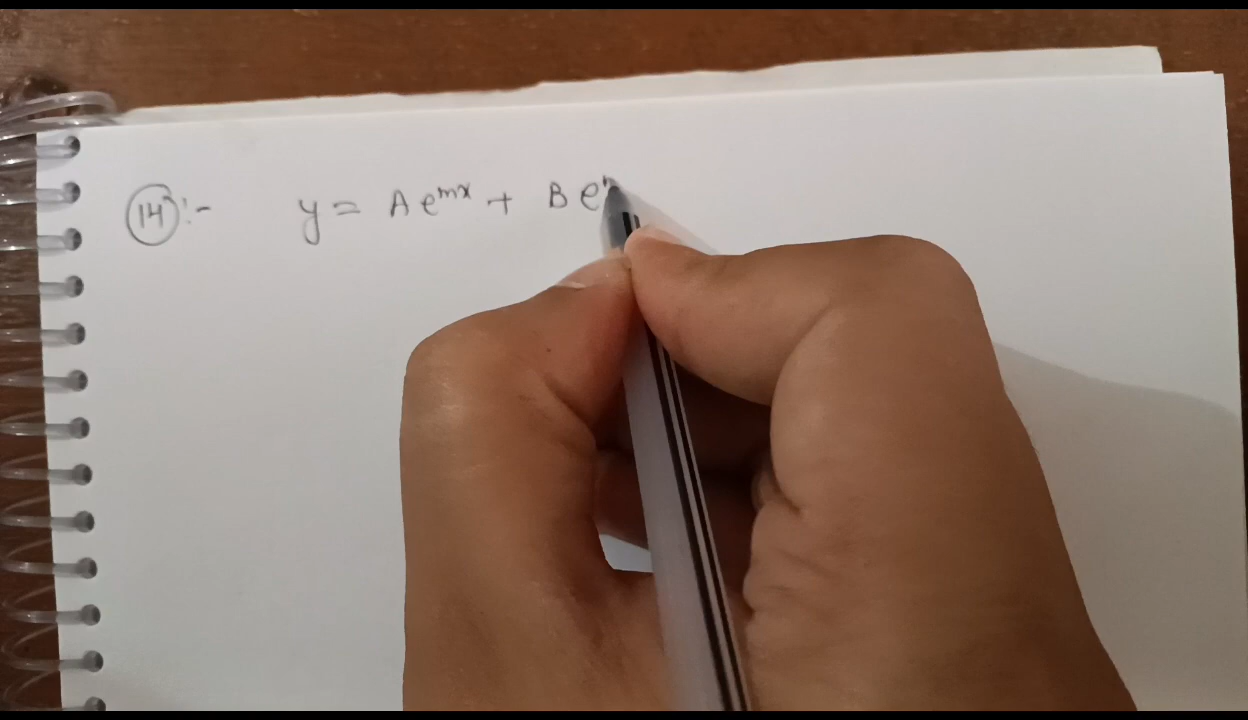 (14):- y = Ae^mx + Be